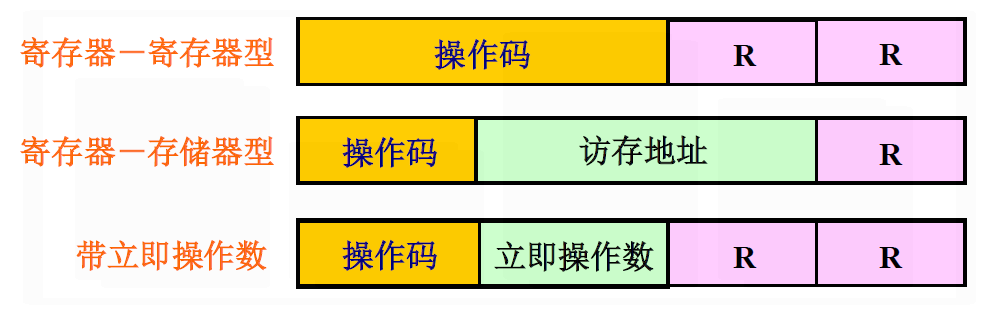 寄存器－寄存器型 操作码 R R
寄存器－存储器型 操作码 访存地址 R
带立即操作数 操作码 立即操作数 R R